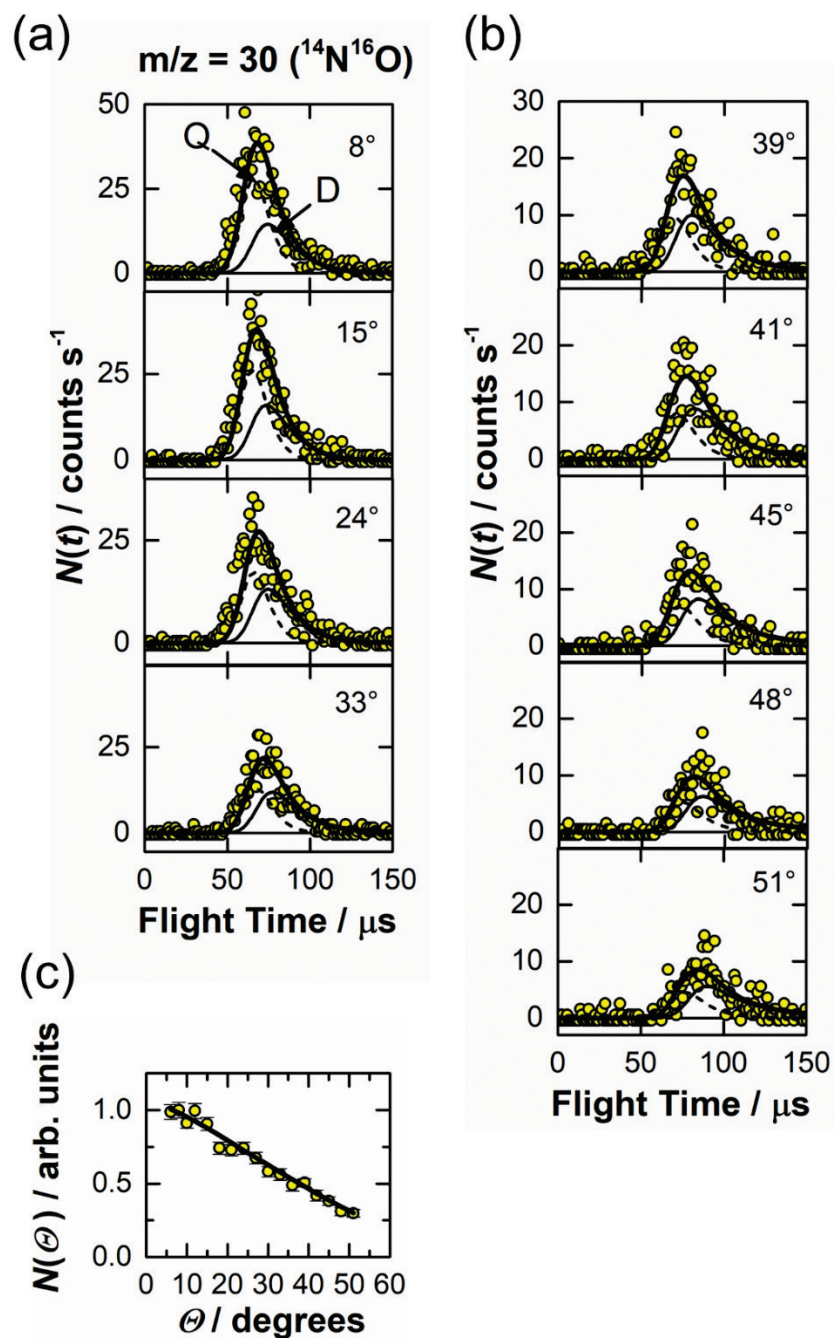 (a)
m/z = 30 (¹⁴N¹⁶O)
50
25
0
Q
D
8°
25
0
15°
25
0
24°
25
0
33°
N(t) / counts s⁻¹
0 50 100 150
Flight Time / μs
(b)
30
20
10
0
39°
20
10
0
41°
20
10
0
45°
20
10
0
48°
20
10
0
51°
N(t) / counts s⁻¹
0 50 100 150
Flight Time / μs
(c)
N(Θ) / arb. units
1.0
0.5
0.0
0 10 20 30 40 50 60
Θ / degrees